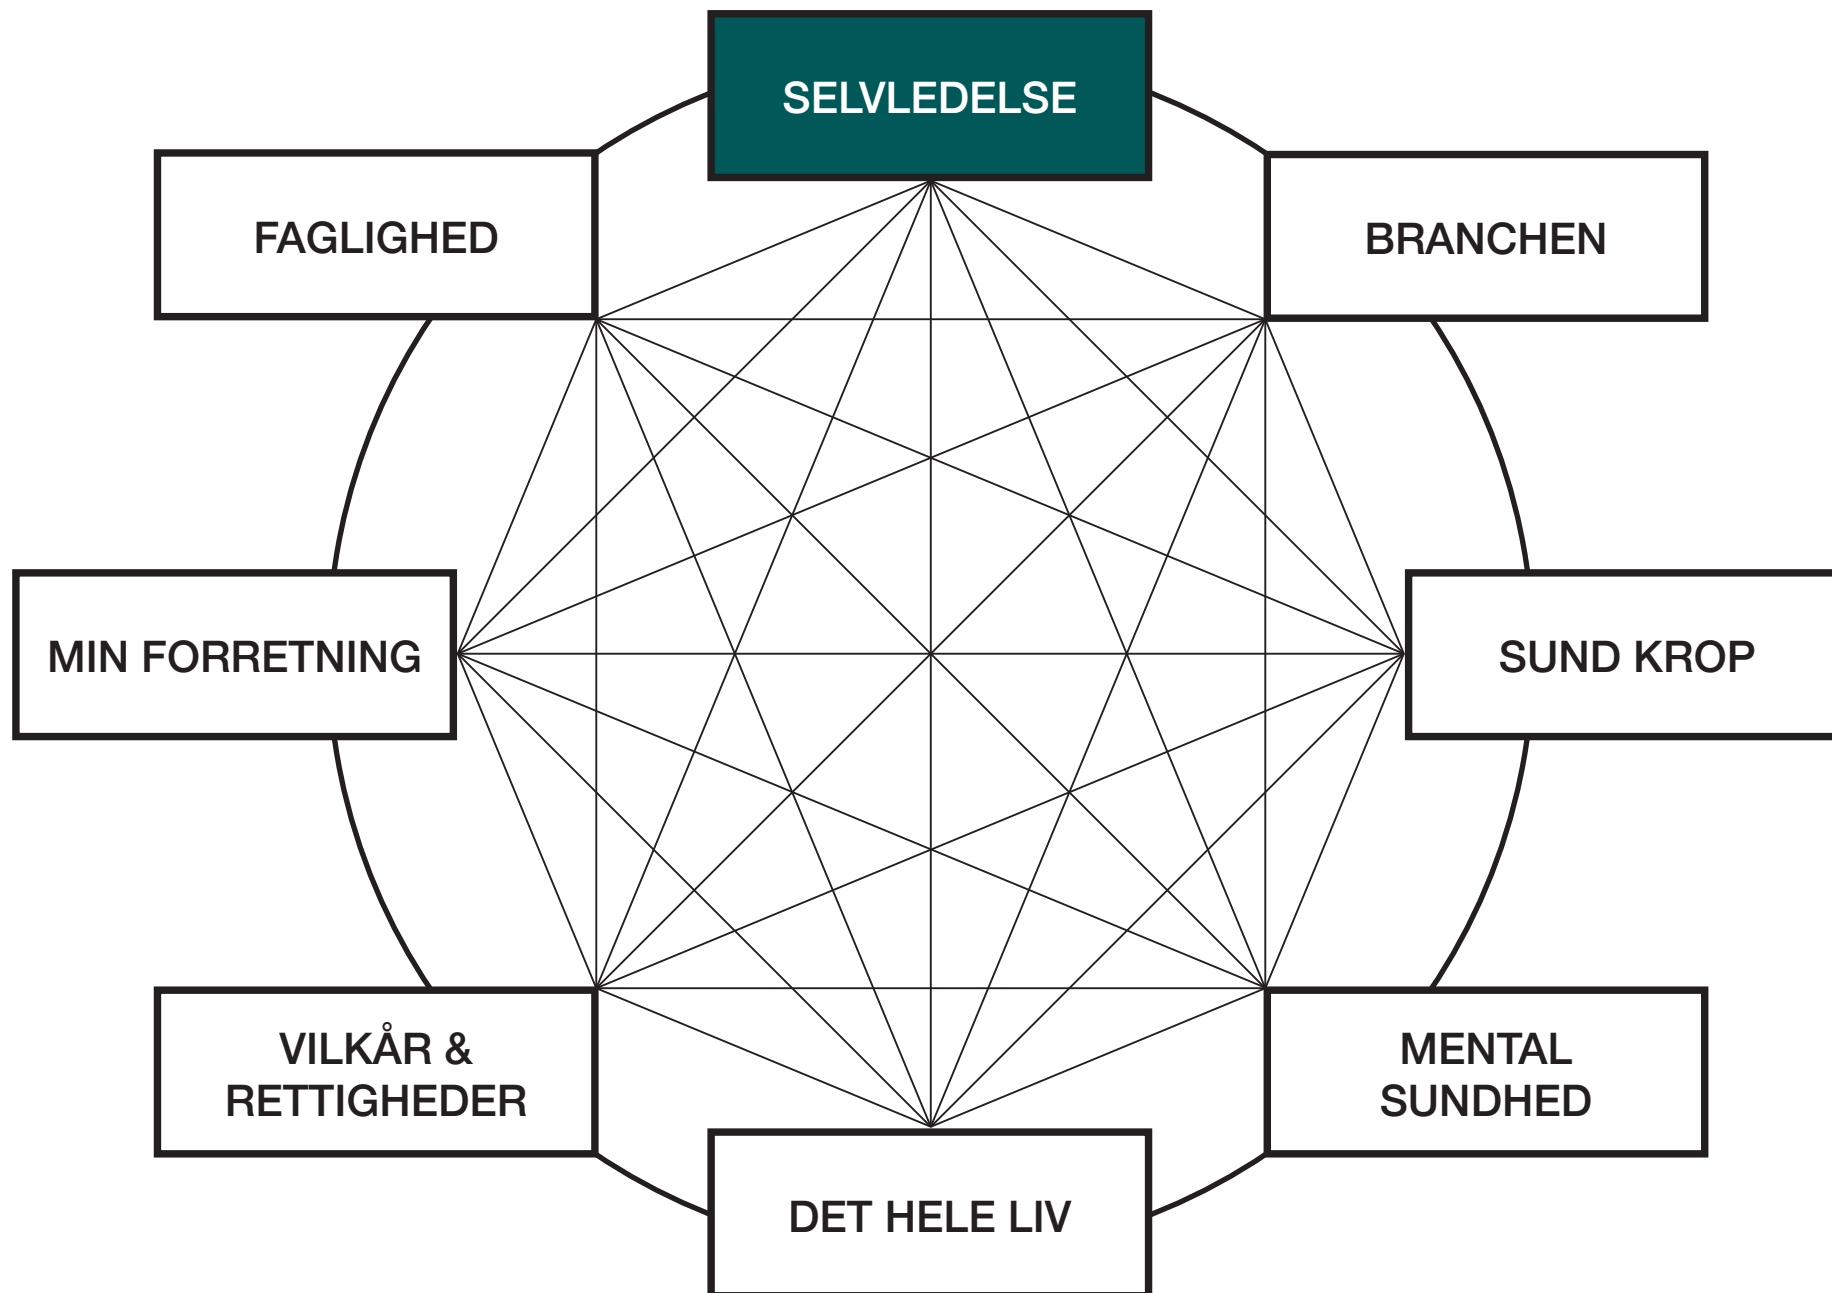 SELVLEDELSE
FAGLIGHED
BRANCHEN
MIN FORRETNING
SUND KROP
VILKÅR &
RETTIGHEDER
MENTAL
SUNDHED
DET HELE LIV